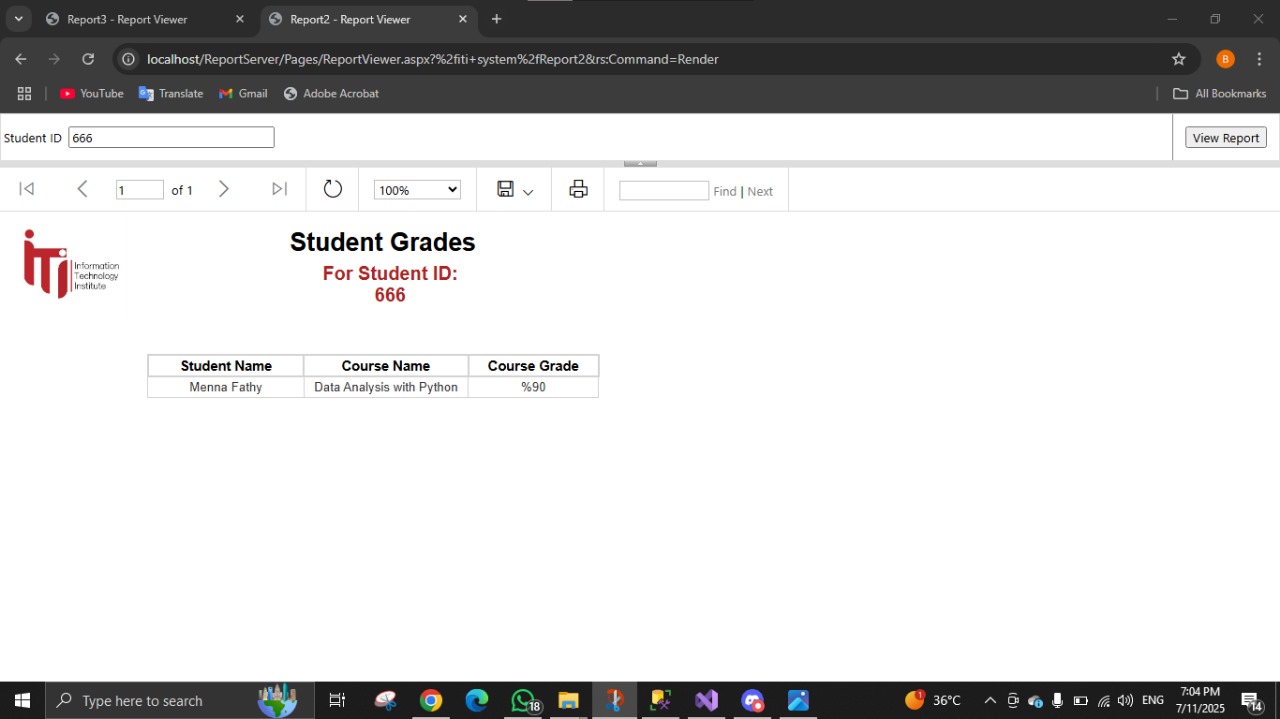 Report3 - Report Viewer
Report2 - Report Viewer
localhost/ReportServer/Pages/ReportViewer.aspx?%2fiti+system%2fReport2&rs:Command=Render
B
YouTube
Translate
Gmail
Adobe Acrobat
All Bookmarks
Student ID
666
View Report
1
of 1
100%
Find | Next
iTi
Information
Technology
Institute
Student Grades
For Student ID:
666
Student Name Course Name Course Grade
Menna Fathy Data Analysis with Python %90
Type here to search
18
1
36°C
ENG
7:04 PM
7/11/2025
14